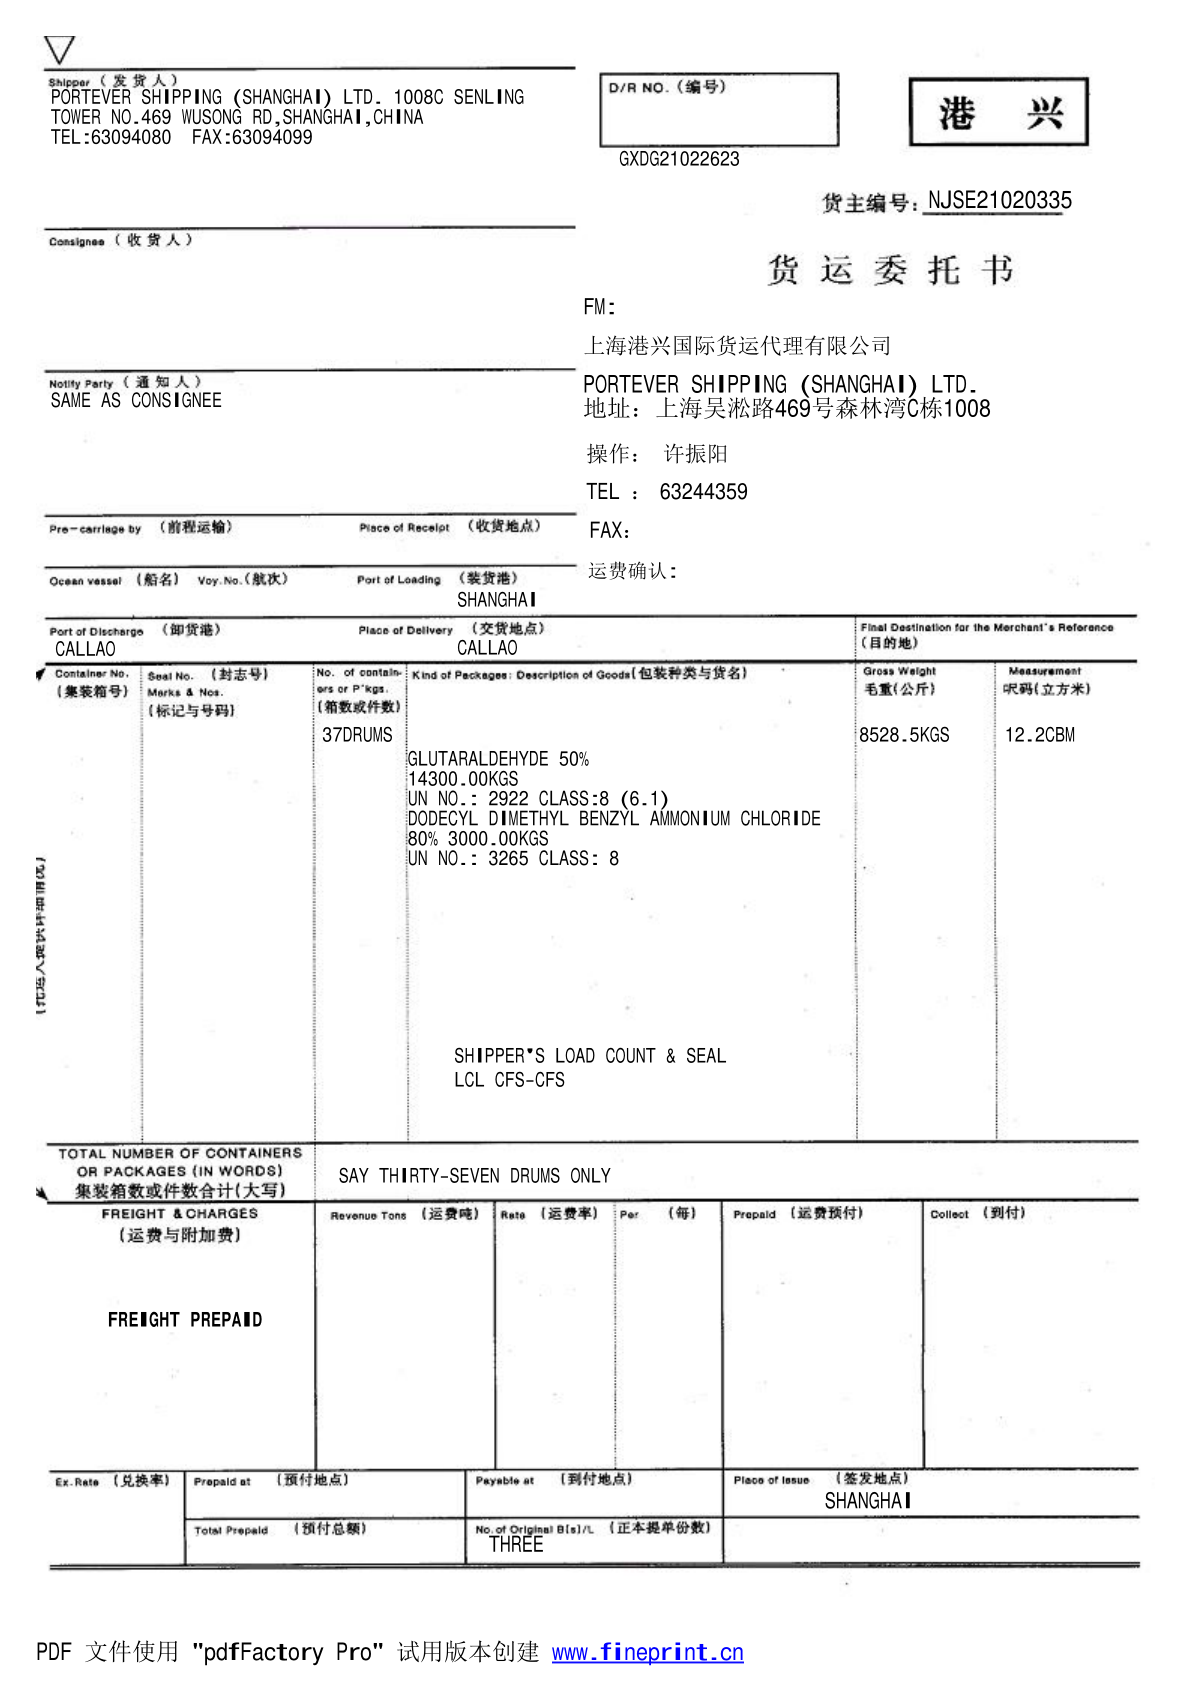 Shipper (发货人)
PORTEVER SHIPPING (SHANGHAI) LTD. 1008C SENLING
TOWER NO.469 WUSONG RD,SHANGHAI,CHINA
TEL:63094080 FAX:63094099
D/R NO. (编号)
GXDG21022623
港 兴
货主编号: NJSE21020335
Consignee (收货人)
货运委托书
FM:
上海港兴国际货运代理有限公司
Notify Party (通知人)
SAME AS CONSIGNEE
PORTEVER SHIPPING (SHANGHAI) LTD.
地址: 上海吴淞路469号森林湾C栋1008
操作: 许振阳
TEL : 63244359
Pre-carriage by (前程运输) Place of Receipt (收货地点)
FAX:
Ocean vessel (船名) Voy.No.(航次) Port of Loading (装货港)
SHANGHAI
运费确认:
Port of Discharge (卸货港) Place of Delivery (交货地点) Final Destination for the Merchant's Reference
(目的地)
CALLAO CALLAO
Container No.
(集装箱号)
Seal No. (封志号)
Marks & Nos.
(标记与号码)
No. of contain-
ers or P'kgs.
(箱数或件数)
Kind of Packages: Description of Goods(包装种类与货名)
Gross Weight
毛重(公斤)
Measurement
呎码(立方米)
37DRUMS 8528.5KGS 12.2CBM
GLUTARALDEHYDE 50%
14300.00KGS
UN NO.: 2922 CLASS:8 (6.1)
DODECYL DIMETHYL BENZYL AMMONIUM CHLORIDE
80% 3000.00KGS
UN NO.: 3265 CLASS: 8
SHIPPER'S LOAD COUNT & SEAL
LCL CFS-CFS
TOTAL NUMBER OF CONTAINERS
OR PACKAGES (IN WORDS)
集装箱数或件数合计(大写)
SAY THIRTY-SEVEN DRUMS ONLY
FREIGHT & CHARGES
(运费与附加费)
Revenue Tons (运费吨) Rate (运费率) Per (每) Prepaid (运费预付) Collect (到付)
FREIGHT PREPAID
Ex.Rate (兑换率) Prepaid at (预付地点) Payable at (到付地点) Place of Issue (签发地点)
SHANGHAI
Total Prepaid (预付总额) No.of Original B[s]/L (正本提单份数)
THREE
PDF 文件使用 "pdfFactory Pro" 试用版本创建 www.fineprint.cn